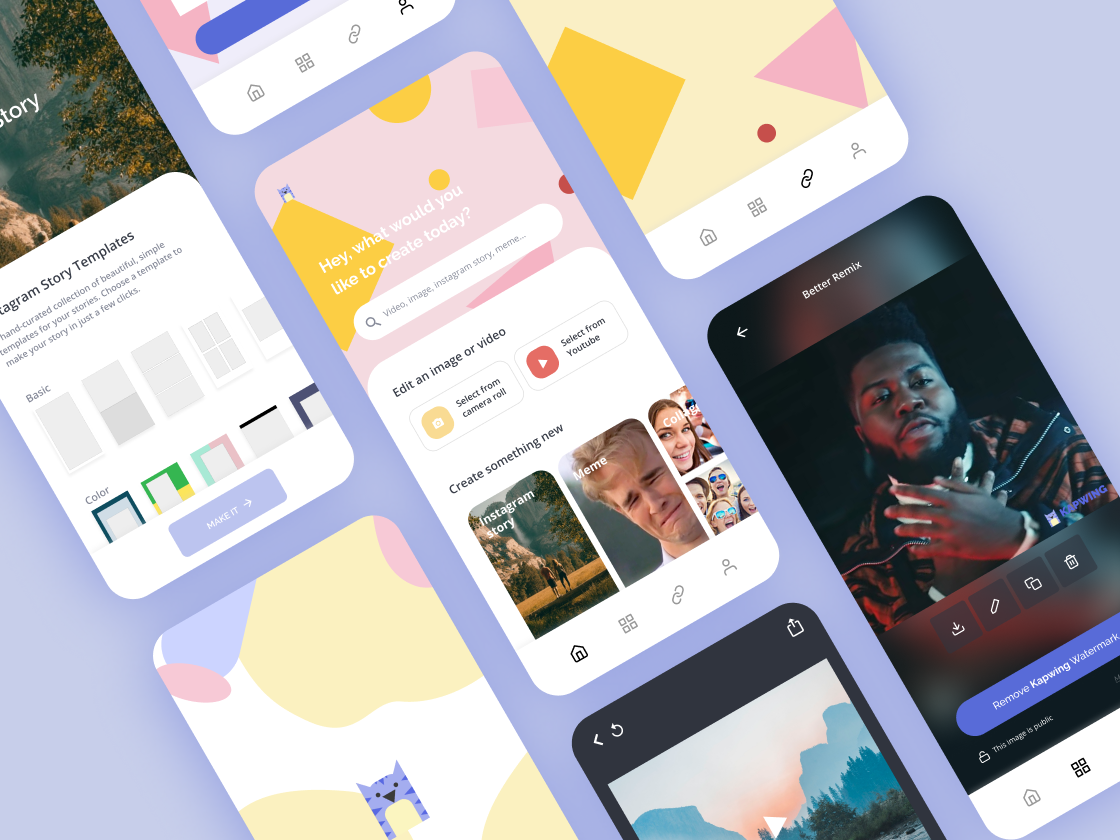 Story
tagram Story Templates
hand-curated collection of beautiful, simple
templates for your stories. Choose a template to
make your story in just a few clicks.
Basic
Color
MAKE IT
Hey, what would you
like to create today?
Video, image, instagram story, meme...
Edit an image or video
Select from
camera roll
Select from
Youtube
Create something new
Instagram
story
Meme
Collage
Better Remix
KAPWING
Remove Kapwing Watermark
This image is public